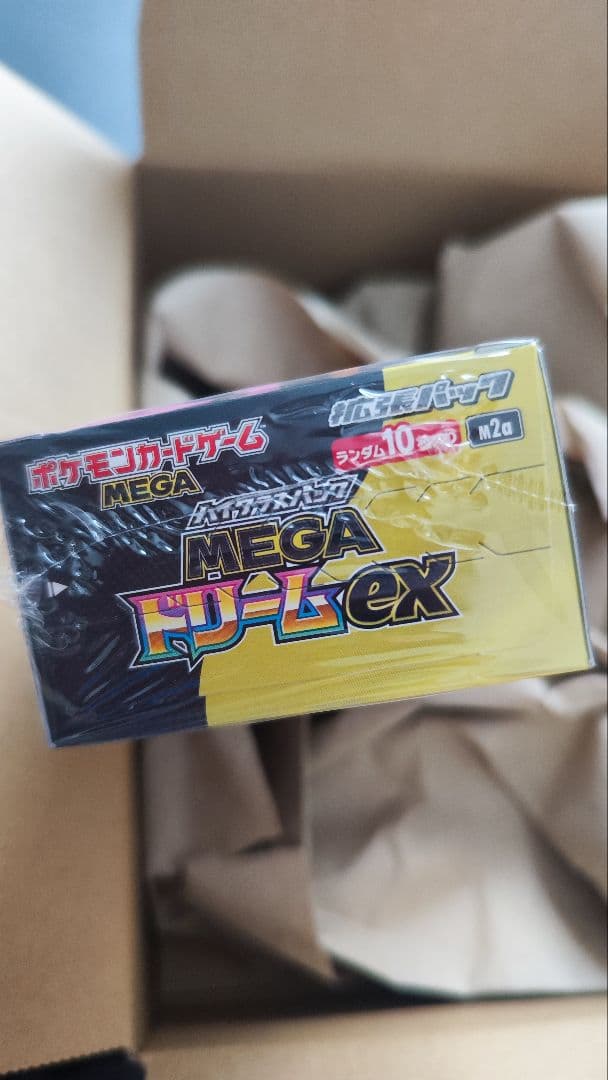 ポケモンカードゲーム
MEGA
拡張パック
ランダム10枚入り
M2a
ハイクラスパック
MEGA
ドリームex